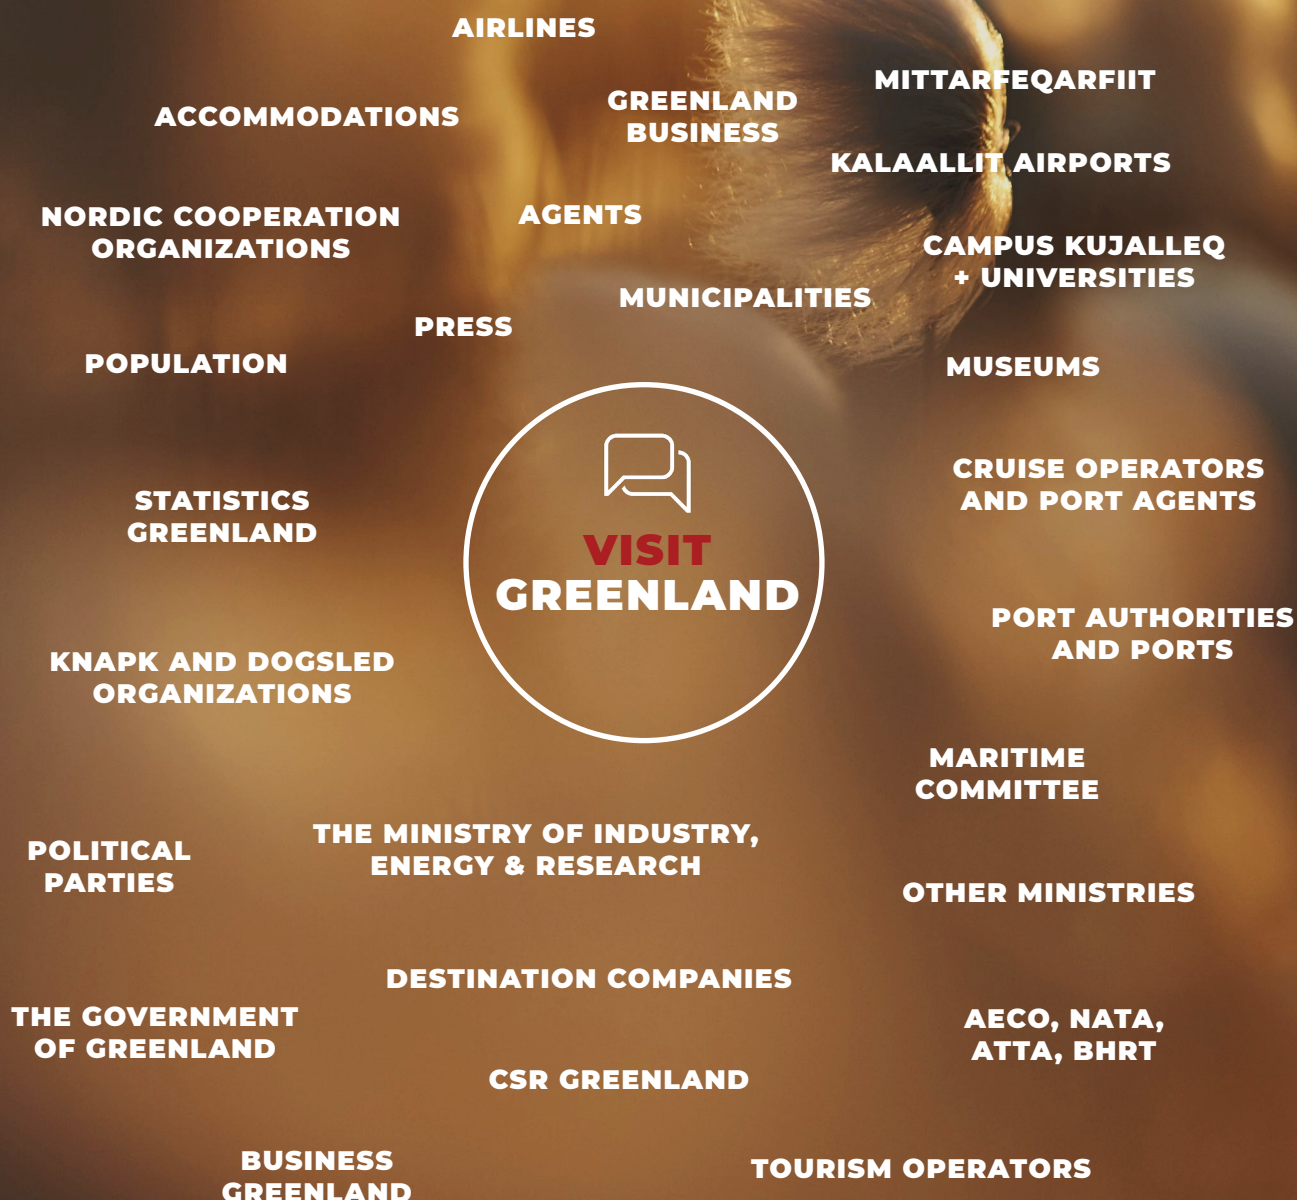 AIRLINES
MITTARFEQARFIIT
GREENLAND
BUSINESS
ACCOMMODATIONS
KALAALLIT AIRPORTS
NORDIC COOPERATION
ORGANIZATIONS
AGENTS
CAMPUS KUJALLEQ
+ UNIVERSITIES
MUNICIPALITIES
PRESS
POPULATION
MUSEUMS
CRUISE OPERATORS
AND PORT AGENTS
STATISTICS
GREENLAND
VISIT
GREENLAND
PORT AUTHORITIES
AND PORTS
KNAPK AND DOGSLED
ORGANIZATIONS
MARITIME
COMMITTEE
THE MINISTRY OF INDUSTRY,
ENERGY & RESEARCH
POLITICAL
PARTIES
OTHER MINISTRIES
DESTINATION COMPANIES
THE GOVERNMENT
OF GREENLAND
AECO, NATA,
ATTA, BHRT
CSR GREENLAND
BUSINESS
GREENLAND
TOURISM OPERATORS